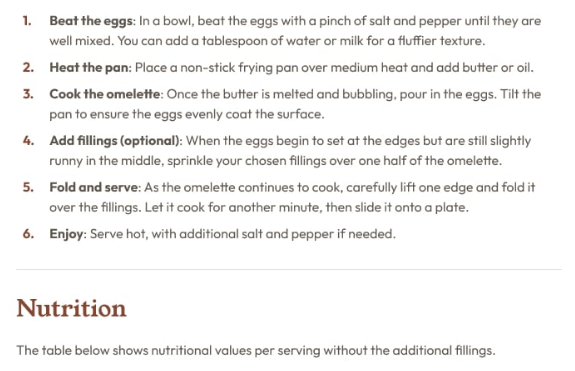 1. Beat the eggs: In a bowl, beat the eggs with a pinch of salt and pepper until they are
well mixed. You can add a tablespoon of water or milk for a fluffier texture.
2. Heat the pan: Place a non-stick frying pan over medium heat and add butter or oil.
3. Cook the omelette: Once the butter is melted and bubbling, pour in the eggs. Tilt the
pan to ensure the eggs evenly coat the surface.
4. Add fillings (optional): When the eggs begin to set at the edges but are still slightly
runny in the middle, sprinkle your chosen fillings over one half of the omelette.
5. Fold and serve: As the omelette continues to cook, carefully lift one edge and fold it
over the fillings. Let it cook for another minute, then slide it onto a plate.
6. Enjoy: Serve hot, with additional salt and pepper if needed.
Nutrition
The table below shows nutritional values per serving without the additional fillings.